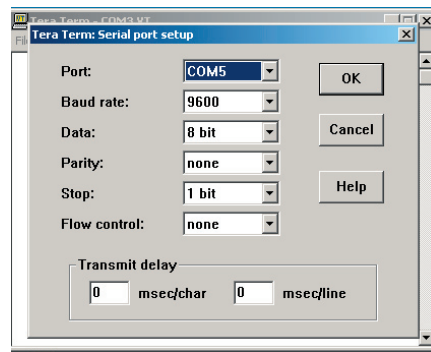 Tera Term - COM3 VT
Tera Term: Serial port setup
Port: COM5
OK
Baud rate: 9600
Data: 8 bit
Cancel
Parity: none
Stop: 1 bit
Help
Flow control: none
Transmit delay
0 msec/char 0 msec/line